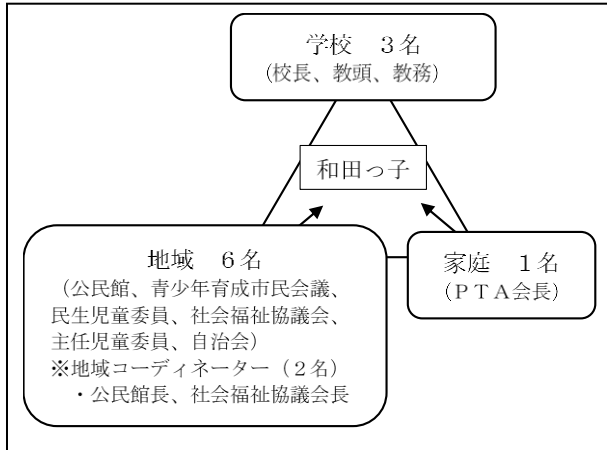 学校　３名
（校長、教頭、教務）
和田っ子
地域　６名
（公民館、青少年育成市民会議、
民生児童委員、社会福祉協議会、
主任児童委員、自治会）
※地域コーディネーター（２名）
・公民館長、社会福祉協議会長
家庭　１名
（ＰＴＡ会長）